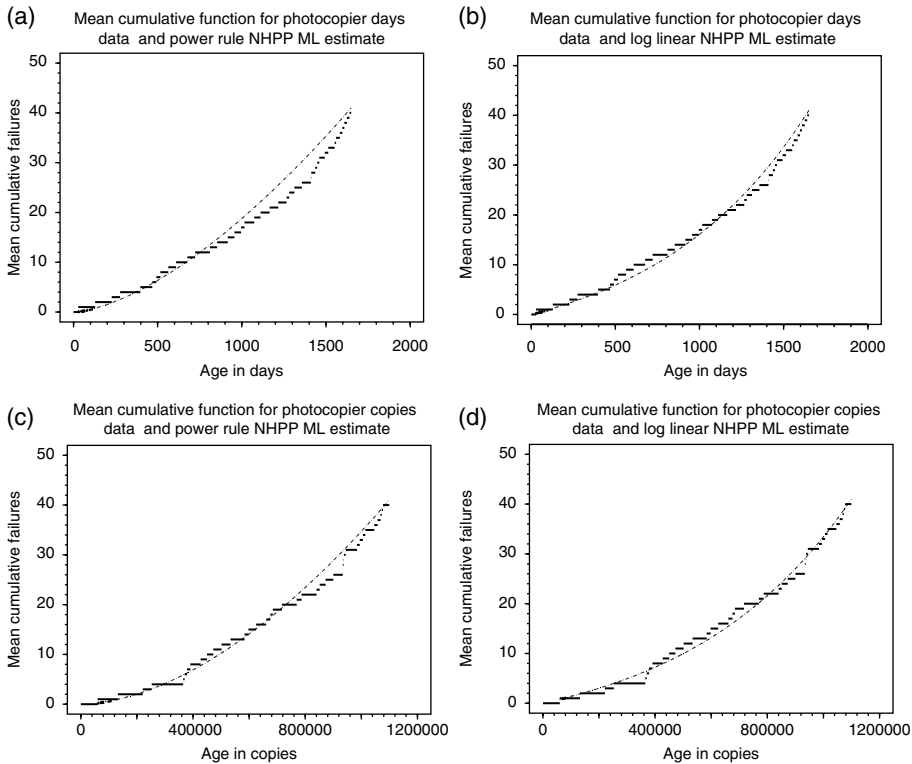 (a)
Mean cumulative function for photocopier days
data and power rule NHPP ML estimate
50
40
30
20
10
0
Mean cumulative failures
0 500 1000 1500 2000
Age in days
(b)
Mean cumulative function for photocopier days
data and log linear NHPP ML estimate
50
40
30
20
10
0
Mean cumulative failures
0 500 1000 1500 2000
Age in days
(c)
Mean cumulative function for photocopier copies
data and power rule NHPP ML estimate
50
40
30
20
10
0
Mean cumulative failures
0 400000 800000 1200000
Age in copies
(d)
Mean cumulative function for photocopier copies
data and log linear NHPP ML estimate
50
40
30
20
10
0
Mean cumulative failures
0 400000 800000 1200000
Age in copies